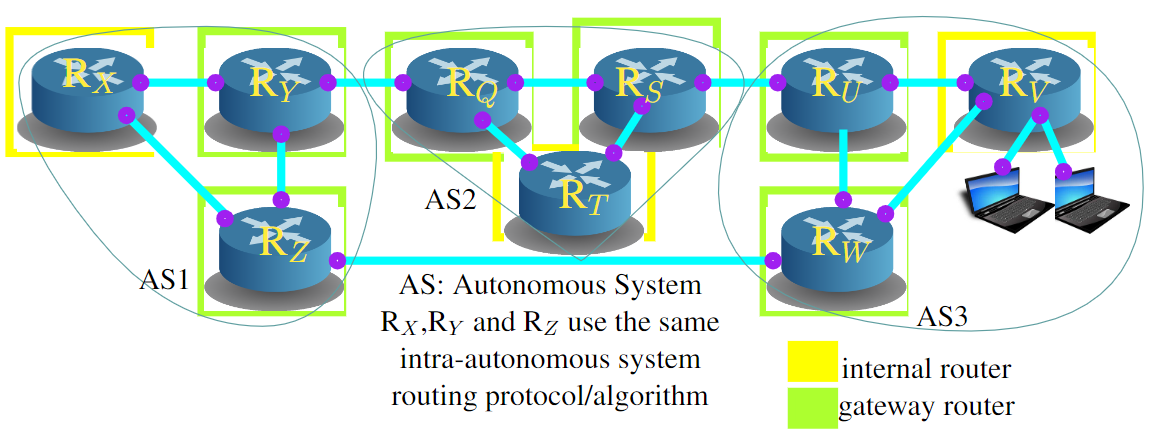 R_X
R_Y
R_Q
R_S
R_U
R_V
R_T
AS2
R_Z
R_W
AS1
AS: Autonomous System
R_X,R_Y and R_Z use the same
intra-autonomous system
routing protocol/algorithm
AS3
internal router
gateway router